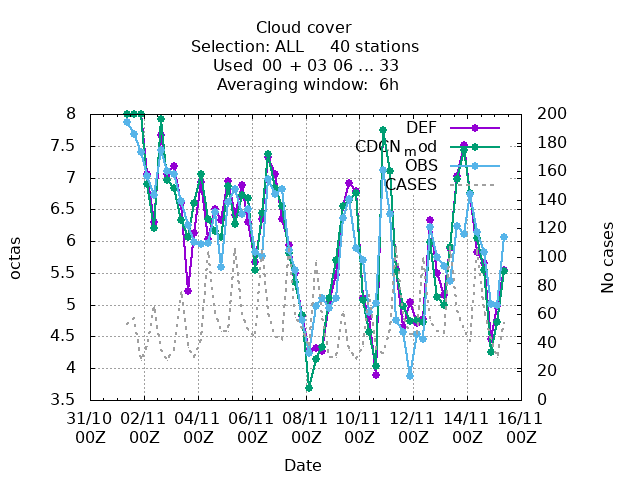 Cloud cover
Selection: ALL 40 stations
Used 00 + 03 06 ... 33
Averaging window: 6h
8
7.5
7
6.5
6
5.5
5
4.5
4
3.5
octas
200
180
160
140
120
100
80
60
40
20
0
No cases
DEF
CDCN_mod
OBS
CASES
31/10 02/11 04/11 06/11 08/11 10/11 12/11 14/11 16/11
00Z 00Z 00Z 00Z 00Z 00Z 00Z 00Z 00Z
Date